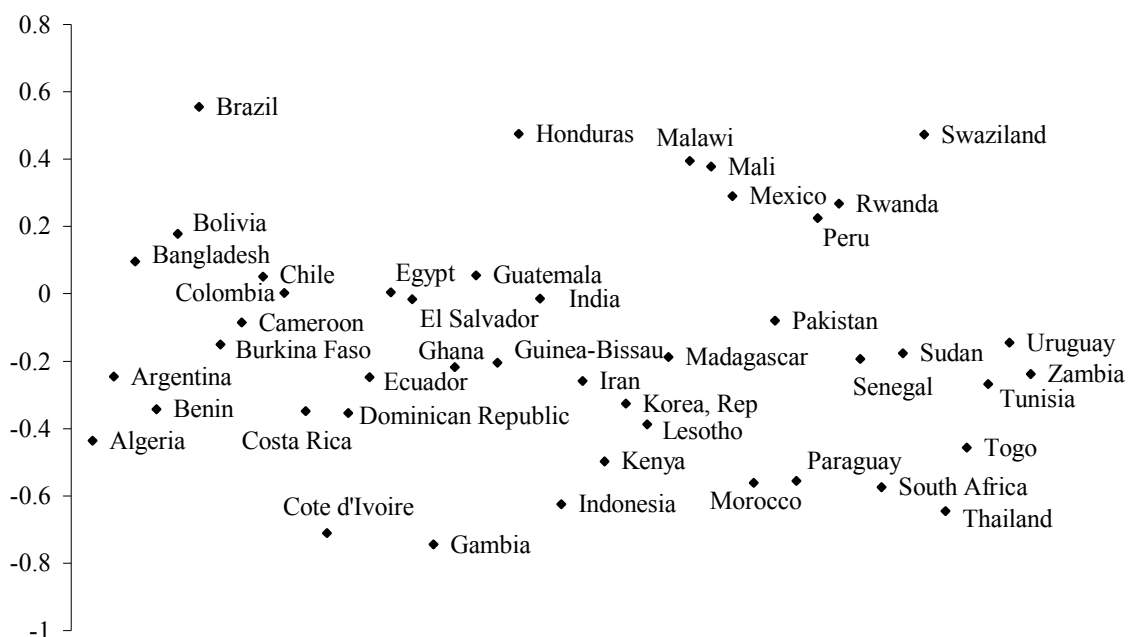 0.8
0.6
Brazil
Honduras
Malawi
Swaziland
0.4
Mali
Mexico
Rwanda
0.2
Bolivia
Peru
Bangladesh
Chile
Egypt
Guatemala
0
Colombia
India
El Salvador
Cameroon
Pakistan
Burkina Faso
Ghana
Guinea-Bissau
Madagascar
Sudan
Uruguay
-0.2
Argentina
Ecuador
Iran
Senegal
Zambia
Tunisia
Benin
Dominican Republic
Korea, Rep
-0.4
Algeria
Costa Rica
Lesotho
Togo
Kenya
Paraguay
-0.6
Cote d'Ivoire
Indonesia
Morocco
South Africa
Thailand
Gambia
-0.8
-1